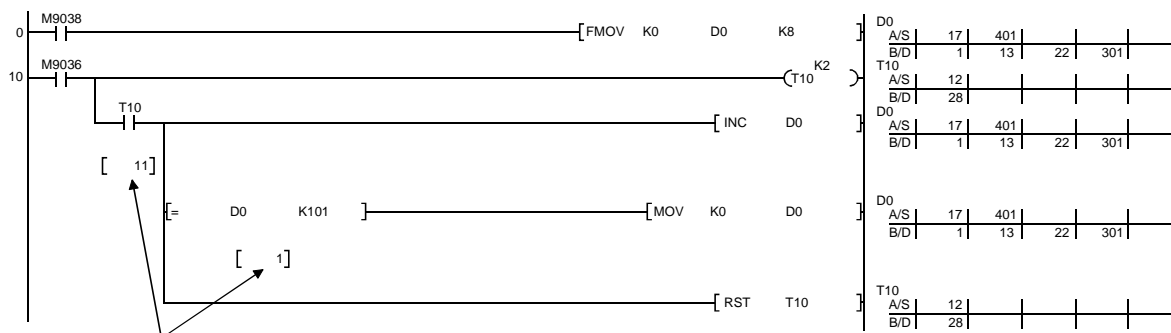 M9038
0 FMOV K0 D0 K8
D0
A/S 17 401
B/D 1 13 22 301
M9036
10 K2
T10
T10
A/S 12
B/D 28
T10
INC D0
D0
A/S 17 401
B/D 1 13 22 301
[ 11]
= D0 K101 MOV K0 D0
D0
A/S 17 401
B/D 1 13 22 301
[ 1]
RST T10
T10
A/S 12
B/D 28